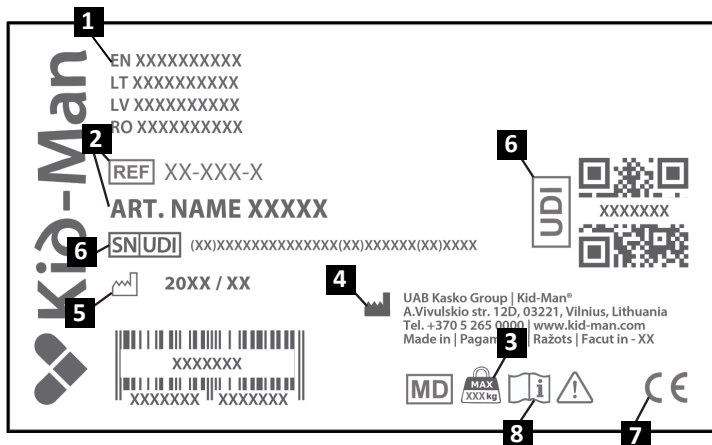 1
EN XXXXXXXXXX
LT XXXXXXXXXX
LV XXXXXXXXXX
RO XXXXXXXXXX
2
REF XX-XXX-X
ART. NAME XXXXX
6
SN UDI (XX)XXXXXXXXXXXXXX(XX)XXXXXX(XX)XXXX
5
20XX / XX
XXXXXXX
XXXXXXX XXXXXXX
Kid-Man
6
UDI
XXXXXXX
4
UAB Kasko Group | Kid-Man®
A.Vivulskio str. 12D, 03221, Vilnius, Lithuania
Tel. +370 5 265 0000 | www.kid-man.com
Made in | Ražots | Facut in - XX
3
MD
MAX
XXX kg
i
8
CE
7